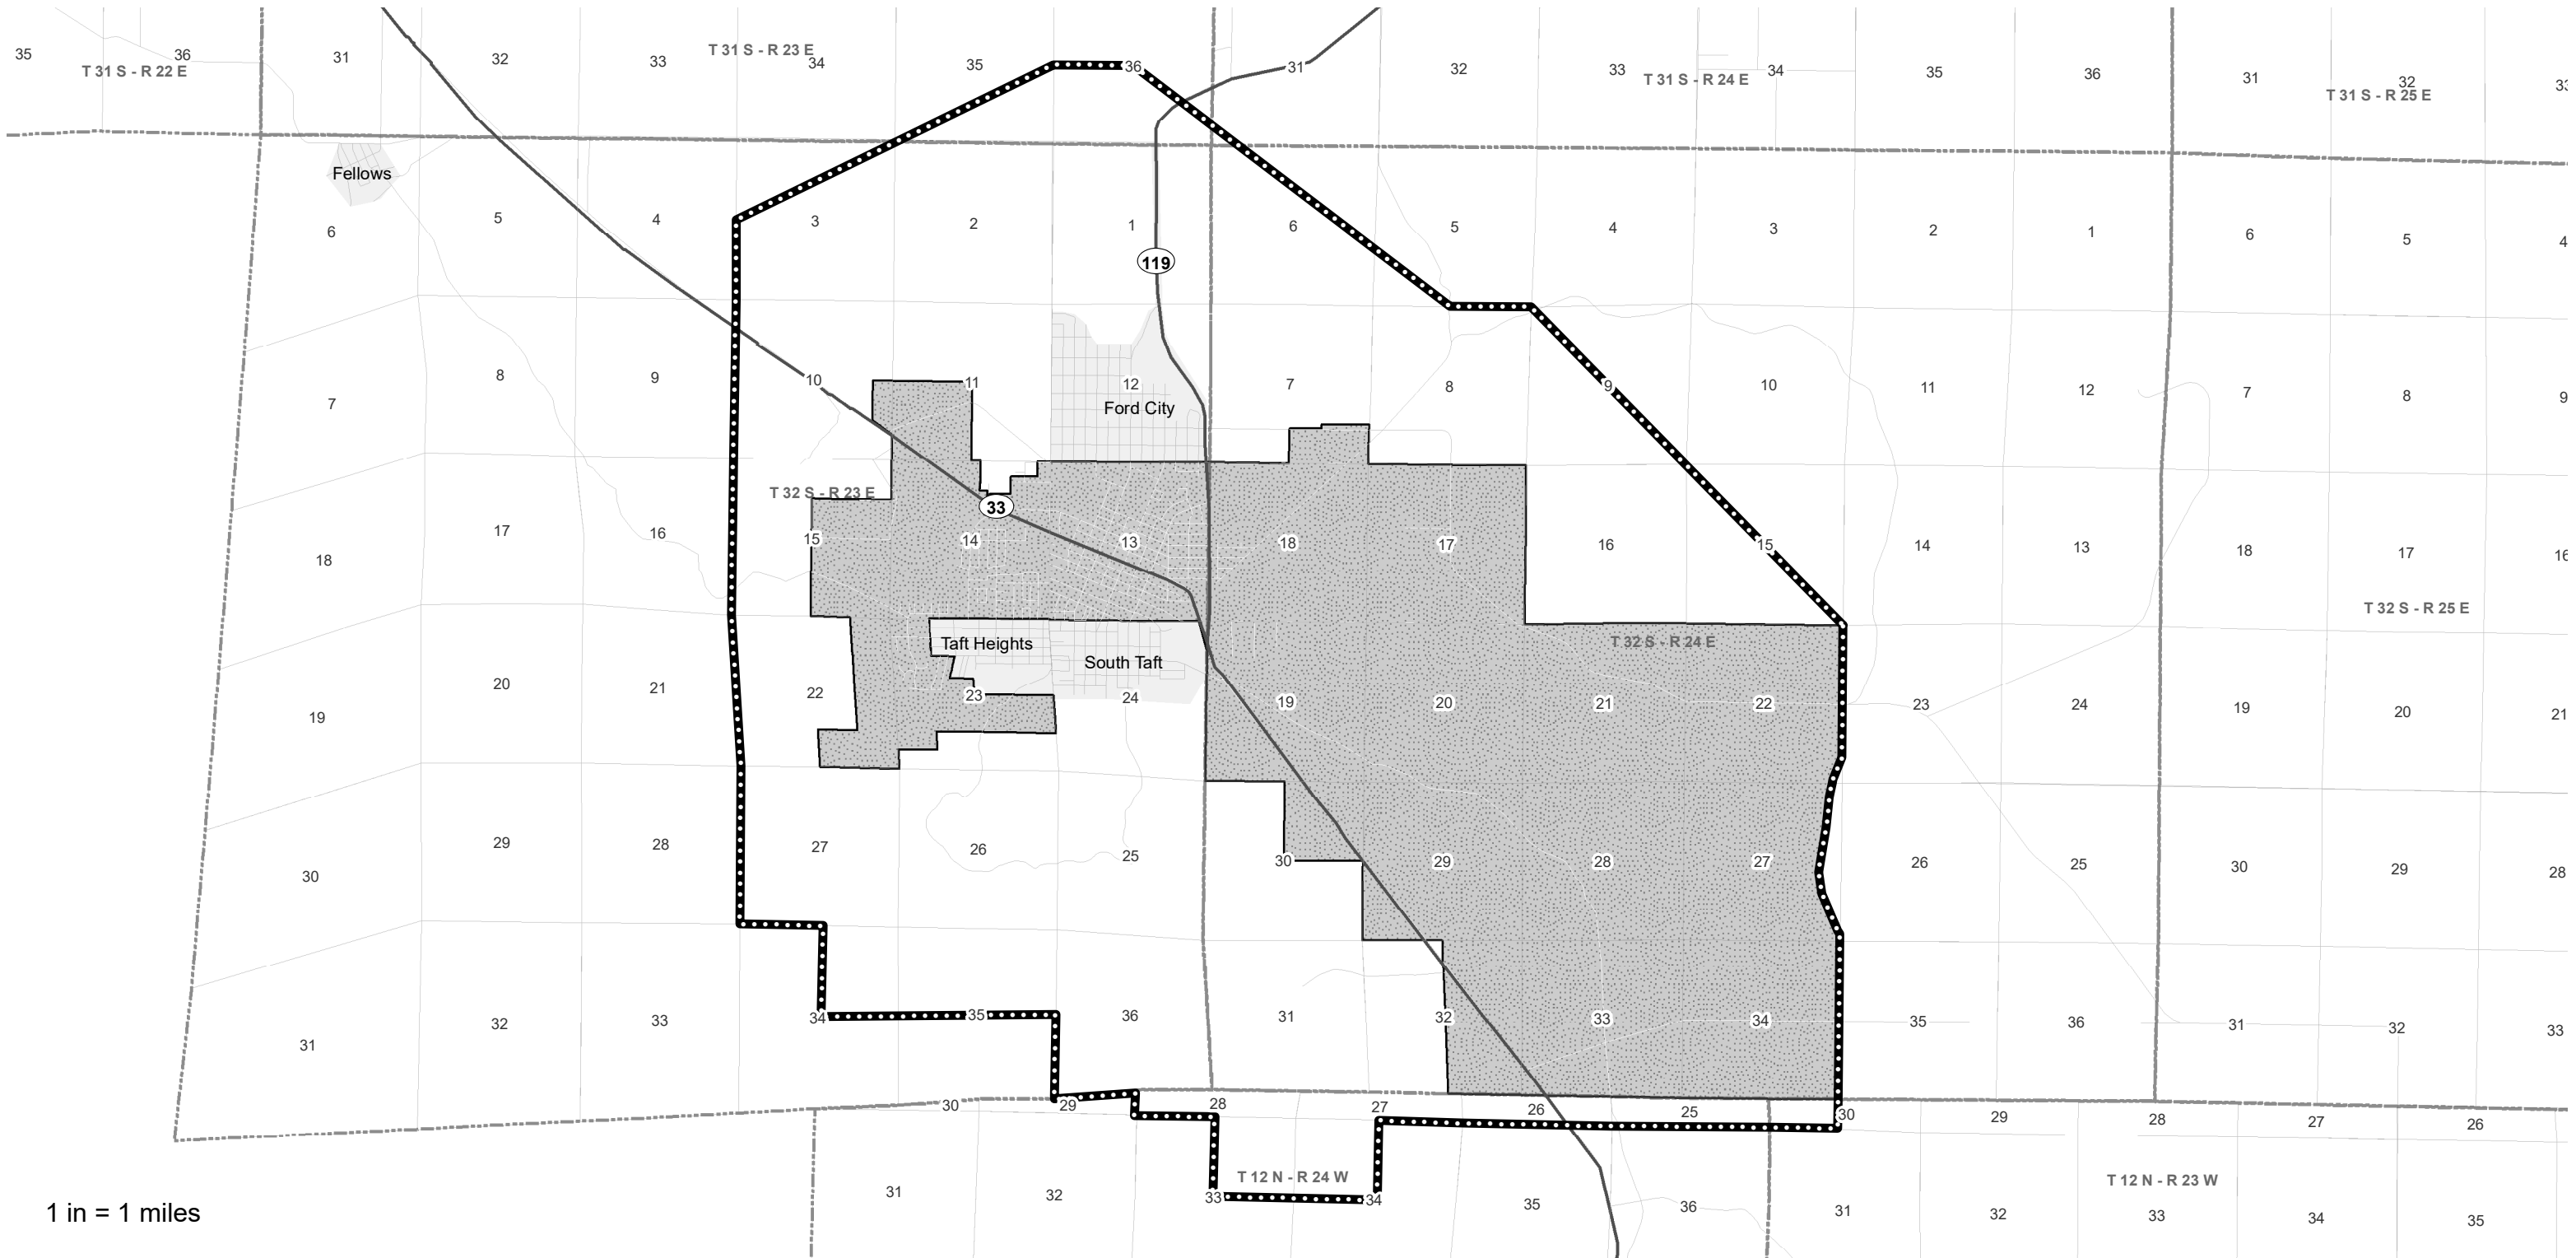 35 36 31 32 33 34 35 36 31 32 33 34 35 36 31 32 33
T 31 S - R 22 E T 31 S - R 23 E T 31 S - R 24 E T 31 S - R 25 E
Fellows
6 5 4 3 2 1 6 5 4 3 2 1 6 5 4
119
7 8 9 10 11 12 7 8 9 10 11 12 7 8 9
Ford City
T 32 S - R 23 E
33
18 17 16 15 14 13 18 17 16 15 14 13 18 17 16
T 32 S - R 25 E
Taft Heights
T 32 S - R 24 E
South Taft
19 20 21 22 23 24 19 20 21 22 23 24 19 20 21
30 29 28 27 26 25 30 29 28 27 26 25 30 29 28
31 32 33 34 35 36 31 32 33 34 35 36 31 32 33
30 29 28 27 26 25 30 29 28 27 26
T 12 N - R 24 W T 12 N - R 23 W
31 32 33 34 35 36 31 32 33 34 35
1 in = 1 miles